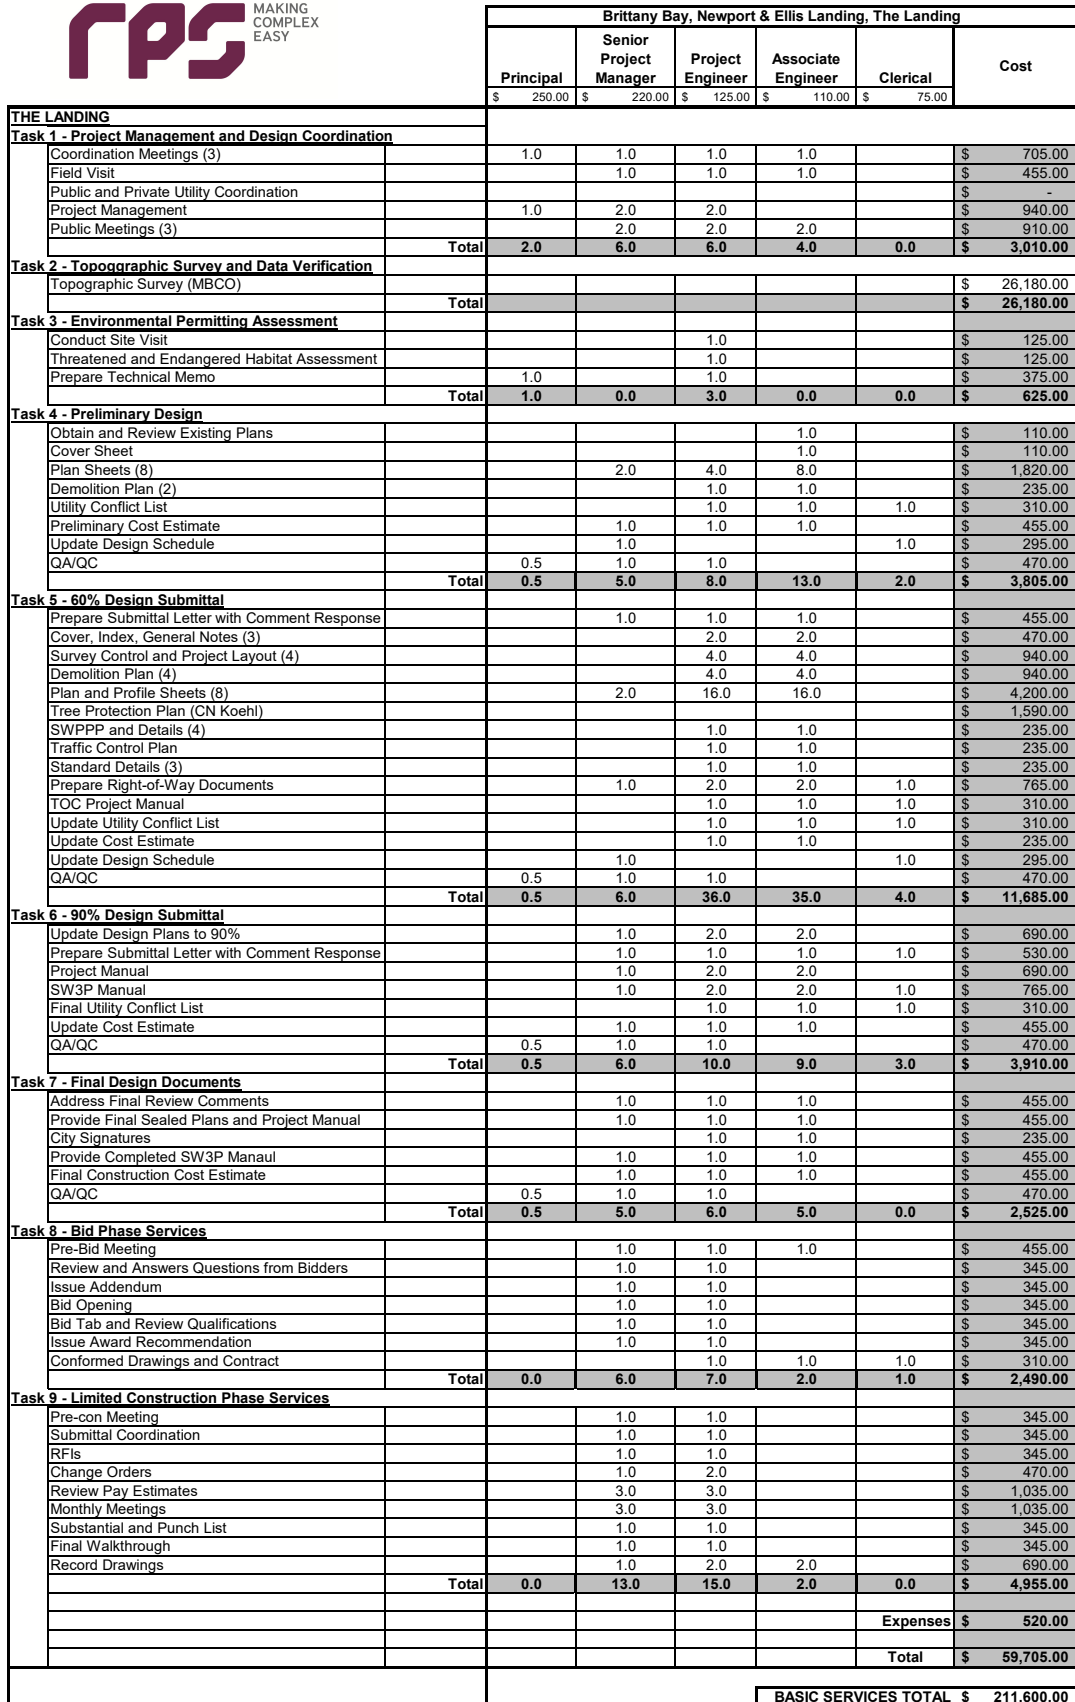 rps MAKING
COMPLEX
EASY
Brittany Bay, Newport & Ellis Landing, The Landing
Principal Senior Project Manager Project Engineer Associate Engineer Clerical Cost
$ 250.00 $ 220.00 $ 125.00 $ 110.00 $ 75.00
THE LANDING
Task 1 - Project Management and Design Coordination
Coordination Meetings (3) 1.0 1.0 1.0 1.0 $ 705.00
Field Visit 1.0 1.0 1.0 $ 455.00
Public and Private Utility Coordination $ -
Project Management 1.0 2.0 2.0 $ 940.00
Public Meetings (3) 2.0 2.0 2.0 $ 910.00
Total 2.0 6.0 6.0 4.0 0.0 $ 3,010.00
Task 2 - Topoggraphic Survey and Data Verification
Topographic Survey (MBCO) $ 26,180.00
Total $ 26,180.00
Task 3 - Environmental Permitting Assessment
Conduct Site Visit 1.0 $ 125.00
Threatened and Endangered Habitat Assessment 1.0 $ 125.00
Prepare Technical Memo 1.0 1.0 $ 375.00
Total 1.0 0.0 3.0 0.0 0.0 $ 625.00
Task 4 - Preliminary Design
Obtain and Review Existing Plans 1.0 $ 110.00
Cover Sheet 1.0 $ 110.00
Plan Sheets (8) 2.0 4.0 8.0 $ 1,820.00
Demolition Plan (2) 1.0 1.0 $ 235.00
Utility Conflict List 1.0 1.0 1.0 $ 310.00
Preliminary Cost Estimate 1.0 1.0 1.0 $ 455.00
Update Design Schedule 1.0 1.0 $ 295.00
QA/QC 0.5 1.0 1.0 $ 470.00
Total 0.5 5.0 8.0 13.0 2.0 $ 3,805.00
Task 5 - 60% Design Submittal
Prepare Submittal Letter with Comment Response 1.0 1.0 1.0 $ 455.00
Cover, Index, General Notes (3) 2.0 2.0 $ 470.00
Survey Control and Project Layout (4) 4.0 4.0 $ 940.00
Demolition Plan (4) 4.0 4.0 $ 940.00
Plan and Profile Sheets (8) 2.0 16.0 16.0 $ 4,200.00
Tree Protection Plan (CN Koehl) $ 1,590.00
SWPPP and Details (4) 1.0 1.0 $ 235.00
Traffic Control Plan 1.0 1.0 $ 235.00
Standard Details (3) 1.0 1.0 $ 235.00
Prepare Right-of-Way Documents 1.0 2.0 2.0 1.0 $ 765.00
TOC Project Manual 1.0 1.0 1.0 $ 310.00
Update Utility Conflict List 1.0 1.0 1.0 $ 310.00
Update Cost Estimate 1.0 1.0 $ 235.00
Update Design Schedule 1.0 1.0 $ 295.00
QA/QC 0.5 1.0 1.0 $ 470.00
Total 0.5 6.0 36.0 35.0 4.0 $ 11,685.00
Task 6 - 90% Design Submittal
Update Design Plans to 90% 1.0 2.0 2.0 $ 690.00
Prepare Submittal Letter with Comment Response 1.0 1.0 1.0 1.0 $ 530.00
Project Manual 1.0 2.0 2.0 $ 690.00
SW3P Manual 1.0 2.0 2.0 1.0 $ 765.00
Final Utility Conflict List 1.0 1.0 1.0 $ 310.00
Update Cost Estimate 1.0 1.0 1.0 $ 455.00
QA/QC 0.5 1.0 1.0 $ 470.00
Total 0.5 6.0 10.0 9.0 3.0 $ 3,910.00
Task 7 - Final Design Documents
Address Final Review Comments 1.0 1.0 1.0 $ 455.00
Provide Final Sealed Plans and Project Manual 1.0 1.0 1.0 $ 455.00
City Signatures 1.0 1.0 $ 235.00
Provide Completed SW3P Manaul 1.0 1.0 1.0 $ 455.00
Final Construction Cost Estimate 1.0 1.0 1.0 $ 455.00
QA/QC 0.5 1.0 1.0 $ 470.00
Total 0.5 5.0 6.0 5.0 0.0 $ 2,525.00
Task 8 - Bid Phase Services
Pre-Bid Meeting 1.0 1.0 1.0 $ 455.00
Review and Answers Questions from Bidders 1.0 1.0 $ 345.00
Issue Addendum 1.0 1.0 $ 345.00
Bid Opening 1.0 1.0 $ 345.00
Bid Tab and Review Qualifications 1.0 1.0 $ 345.00
Issue Award Recommendation 1.0 1.0 $ 345.00
Conformed Drawings and Contract 1.0 1.0 1.0 $ 310.00
Total 0.0 6.0 7.0 2.0 1.0 $ 2,490.00
Task 9 - Limited Construction Phase Services
Pre-con Meeting 1.0 1.0 $ 345.00
Submittal Coordination 1.0 1.0 $ 345.00
RFIs 1.0 1.0 $ 345.00
Change Orders 1.0 2.0 $ 470.00
Review Pay Estimates 3.0 3.0 $ 1,035.00
Monthly Meetings 3.0 3.0 $ 1,035.00
Substantial and Punch List 1.0 1.0 $ 345.00
Final Walkthrough 1.0 1.0 $ 345.00
Record Drawings 1.0 2.0 2.0 $ 690.00
Total 0.0 13.0 15.0 2.0 0.0 $ 4,955.00
Expenses $ 520.00
Total $ 59,705.00
BASIC SERVICES TOTAL $ 211,600.00